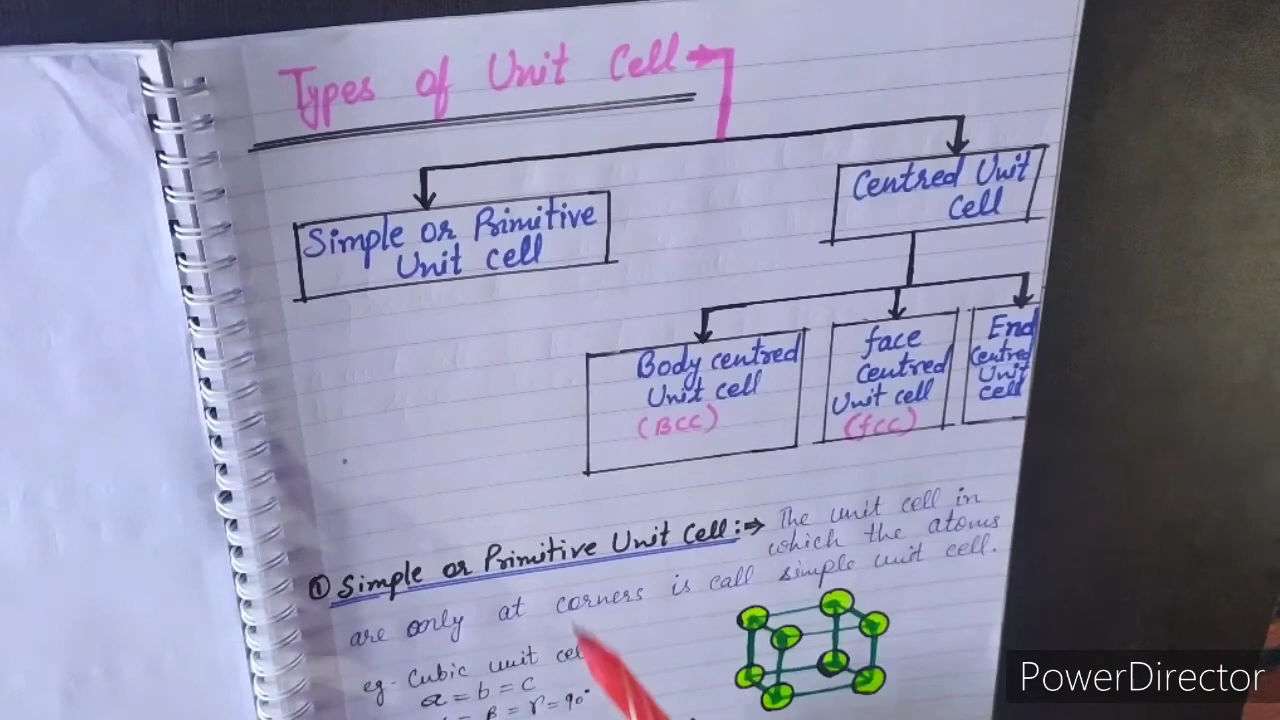 Types of Unit Cell
Simple or Primitive
Unit cell
Centred Unit
Cell
Body centred
Unit cell
(BCC)
face
centred
Unit cell
(fcc)
End
Centred
Unit
cell
① Simple or Primitive Unit Cell:⇒ The unit cell in
which the atoms
are only at corners is call simple unit cell.
eg- Cubic unit
a = b = c
β = γ = 90°
PowerDirector